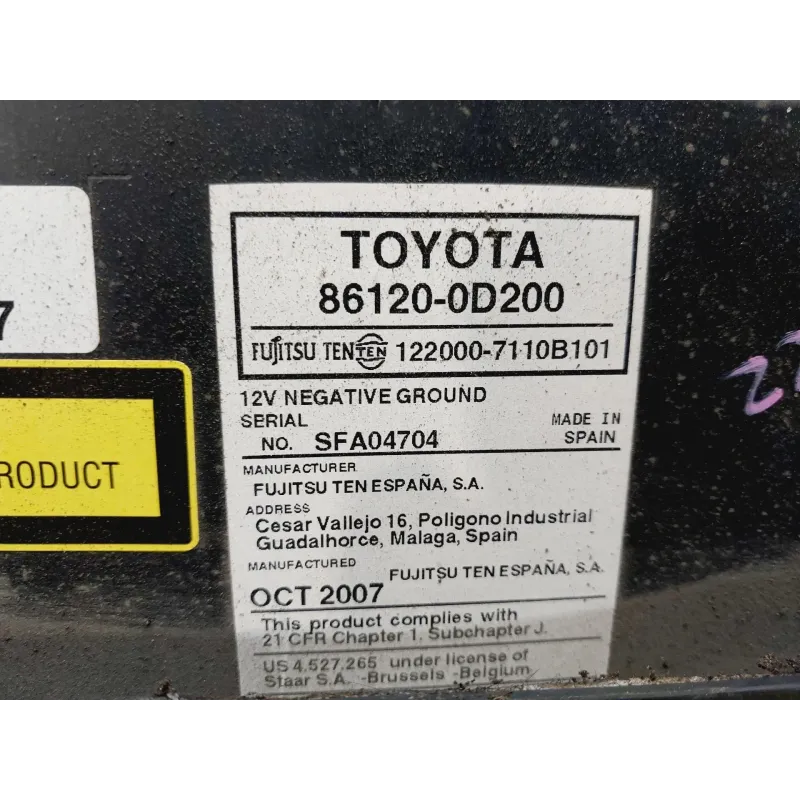 7
RODUCT
TOYOTA
86120-0D200
FUJITSU TEN TEN 122000-7110B101
12V NEGATIVE GROUND
SERIAL
NO. SFA04704
MADE IN
SPAIN
MANUFACTURER
FUJITSU TEN ESPAÑA, S.A.
ADDRESS
Cesar Vallejo 16, Poligono Industrial
Guadalhorce, Malaga, Spain
MANUFACTURED
FUJITSU TEN ESPAÑA, S.A.
OCT 2007
This product complies with
21 CFR Chapter 1, Subchapter J.
US 4.527.265 under license of
Staar S.A. -Brussels -Belgium